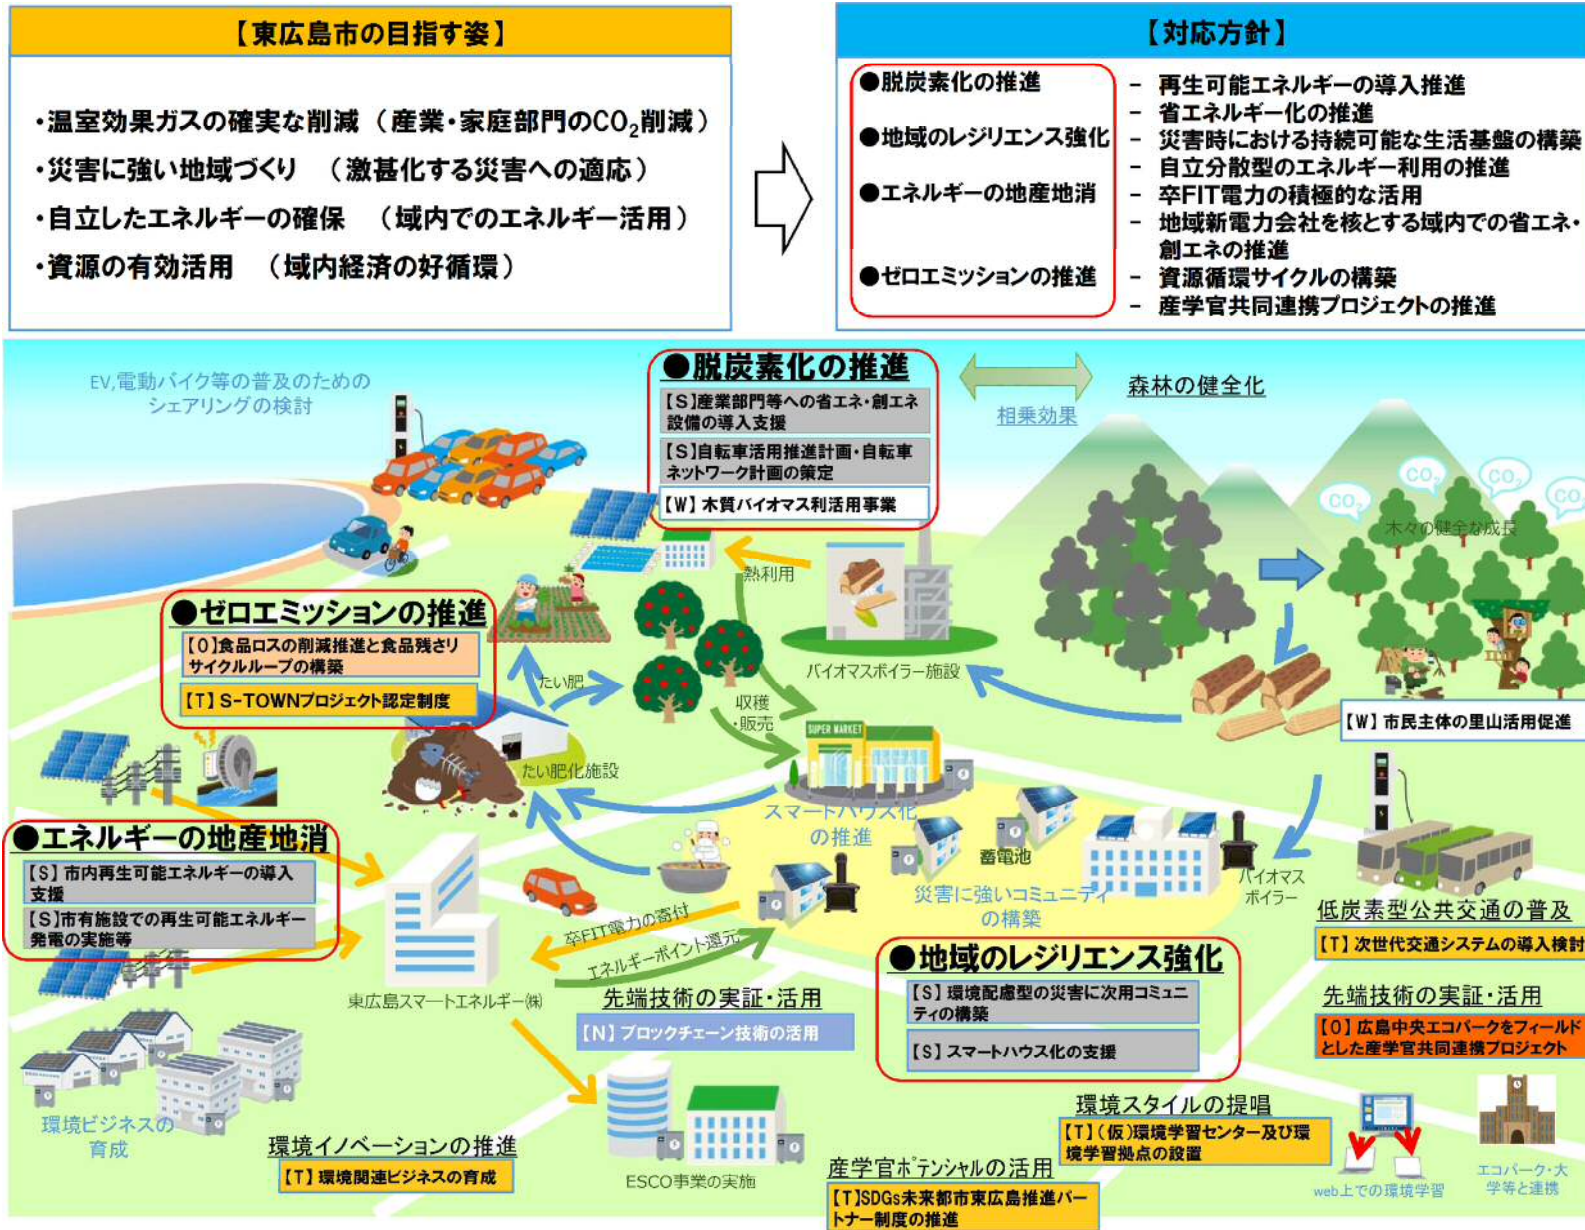 【東広島市の目指す姿】
・温室効果ガスの確実な削減（産業・家庭部門のCO₂削減）
・災害に強い地域づくり　（激甚化する災害への適応）
・自立したエネルギーの確保　（域内でのエネルギー活用）
・資源の有効活用　（域内経済の好循環）
【対応方針】
●脱炭素化の推進
－ 再生可能エネルギーの導入推進
－ 省エネルギー化の推進
●地域のレジリエンス強化
－ 災害時における持続可能な生活基盤の構築
－ 自立分散型のエネルギー利用の推進
●エネルギーの地産地消
－ 卒FIT電力の積極的な活用
－ 地域新電力会社を核とする域内での省エネ・
創エネの推進
●ゼロエミッションの推進
－ 資源循環サイクルの構築
－ 産学官共同連携プロジェクトの推進
EV,電動バイク等の普及のための
シェアリングの検討
●脱炭素化の推進
【S】産業部門等への省エネ・創エネ
設備の導入支援
【S】自転車活用推進計画・自転車
ネットワーク計画の策定
【W】木質バイオマス利活用事業
相乗効果
森林の健全化
CO₂
CO₂
CO₂
CO₂
木々の健全な成長
熱利用
バイオマスボイラー施設
●ゼロエミッションの推進
【O】食品ロスの削減推進と食品残さリ
サイクルループの構築
【T】S-TOWNプロジェクト認定制度
たい肥
収穫
・販売
SUPER MARKET
たい肥化施設
【W】市民主体の里山活用促進
スマートハウス化
の推進
蓄電池
災害に強いコミュニティ
の構築
バイオマス
ボイラー
●エネルギーの地産地消
【S】市内再生可能エネルギーの導入
支援
【S】市有施設での再生可能エネルギー
発電の実施等
卒FIT電力の寄付
エネルギーポイント還元
東広島スマートエネルギー㈱
低炭素型公共交通の普及
【T】次世代交通システムの導入検討
●地域のレジリエンス強化
【S】環境配慮型の災害に次用コミュニ
ティの構築
【S】スマートハウス化の支援
先端技術の実証・活用
【N】ブロックチェーン技術の活用
先端技術の実証・活用
【O】広島中央エコパークをフィールド
とした産学官共同連携プロジェクト
環境ビジネスの
育成
環境イノベーションの推進
【T】環境関連ビジネスの育成
ESCO事業の実施
環境スタイルの提唱
【T】（仮）環境学習センター及び環
境学習拠点の設置
産学官ポテンシャルの活用
【T】SDGs未来都市東広島推進パー
トナー制度の推進
web上での環境学習
エコパーク・大
学等と連携